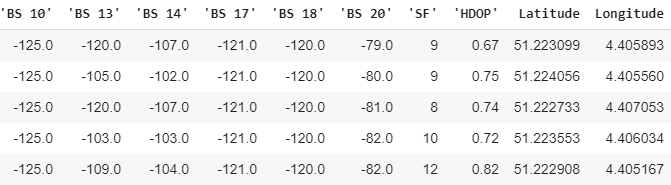 'BS 10' 'BS 13' 'BS 14' 'BS 17' 'BS 18' 'BS 20' 'SF' 'HDOP' Latitude Longitude
-125.0 -120.0 -107.0 -121.0 -120.0 -79.0 9 0.67 51.223099 4.405893
-125.0 -105.0 -102.0 -121.0 -120.0 -80.0 9 0.75 51.224056 4.405560
-125.0 -120.0 -107.0 -121.0 -120.0 -81.0 8 0.74 51.222733 4.407053
-125.0 -103.0 -103.0 -121.0 -120.0 -82.0 10 0.72 51.223553 4.406034
-125.0 -109.0 -104.0 -121.0 -120.0 -82.0 12 0.82 51.222908 4.405167